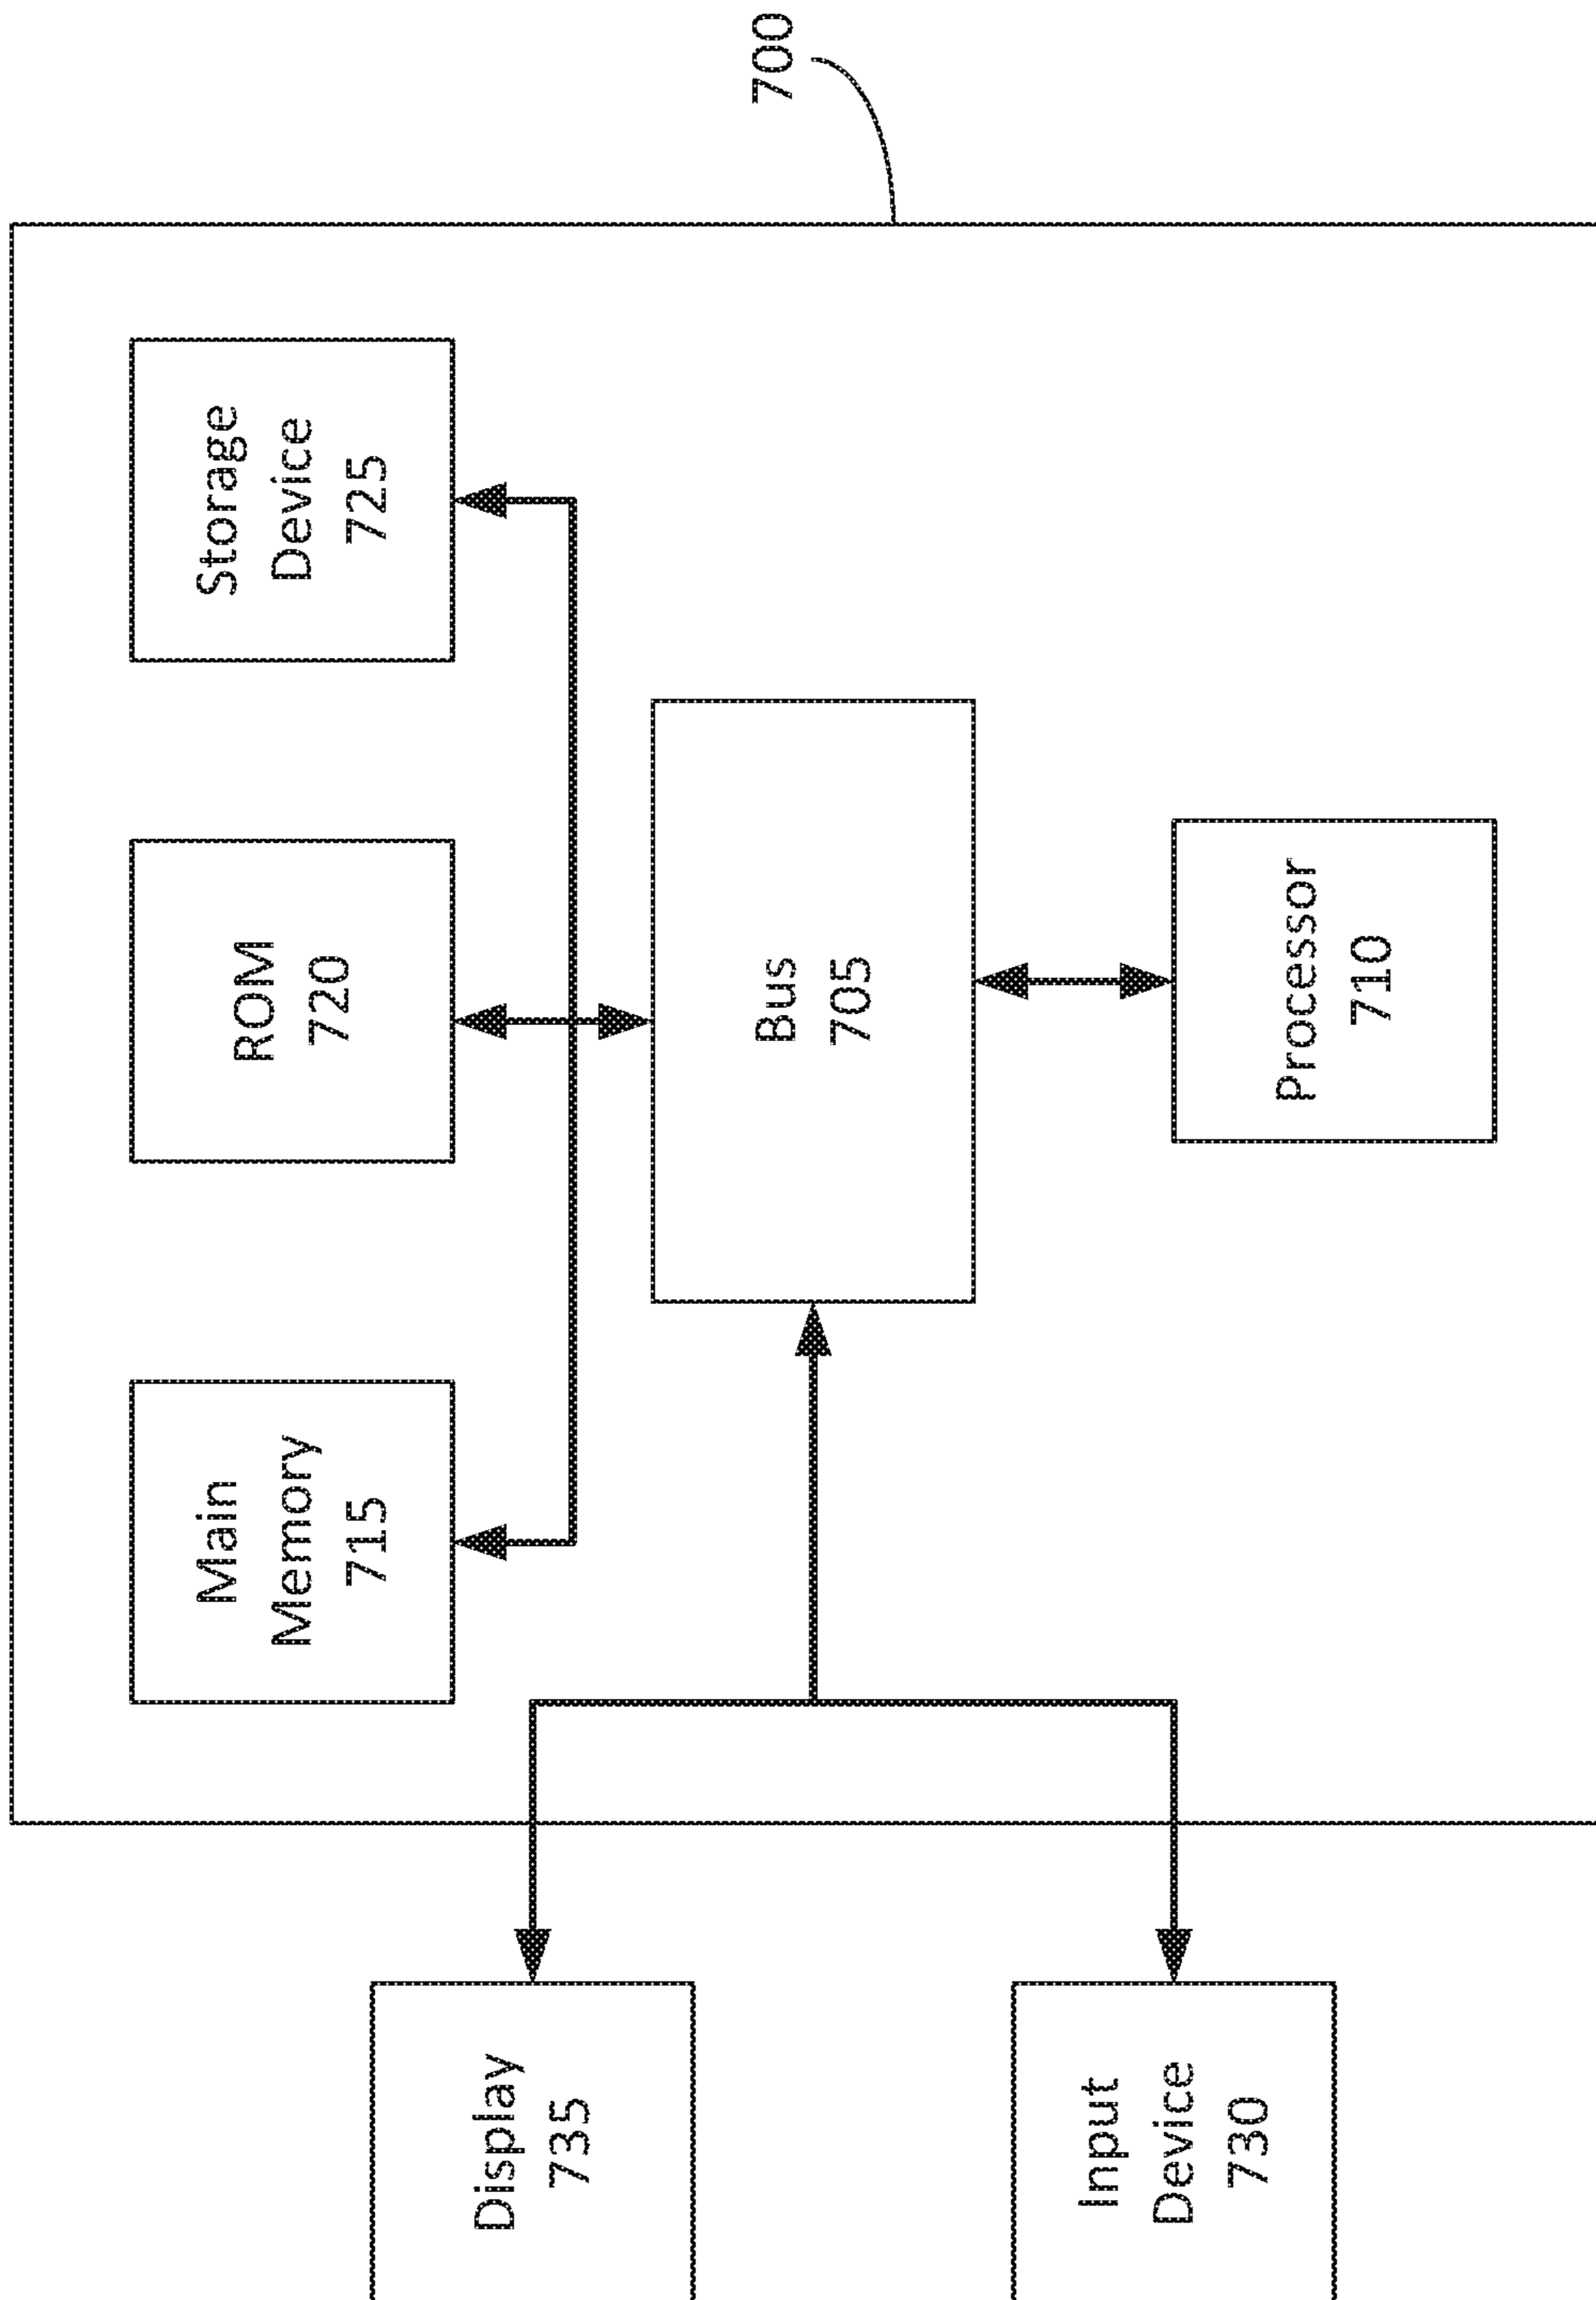 700
Main
Memory
715
ROM
720
Storage
Device
725
Display
735
Bus
705
Input
Device
730
Processor
710